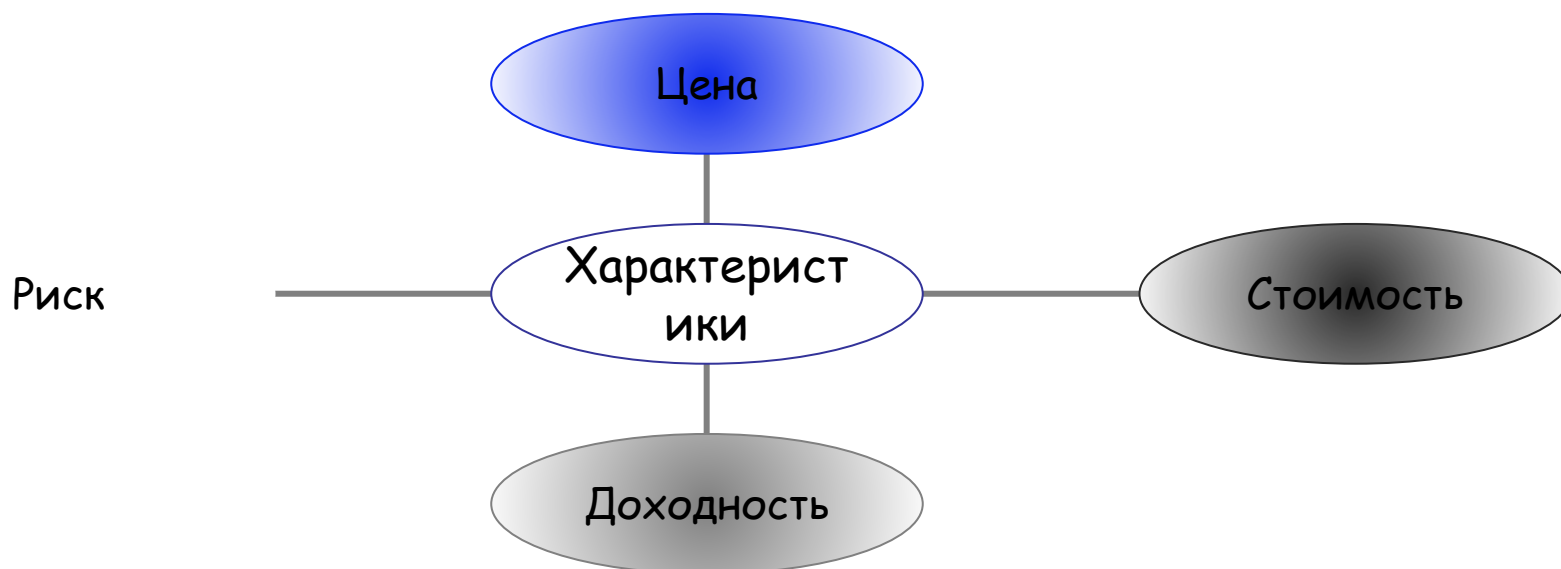 Цена
Риск
Характерист
ики
Стоимость
Доходность